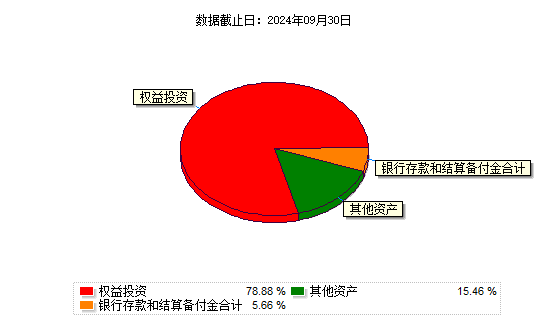 数据截止日：2024年09月30日
权益投资
银行存款和结算备付金合计
其他资产
权益投资 78.88 % 其他资产 15.46 %
银行存款和结算备付金合计 5.66 %